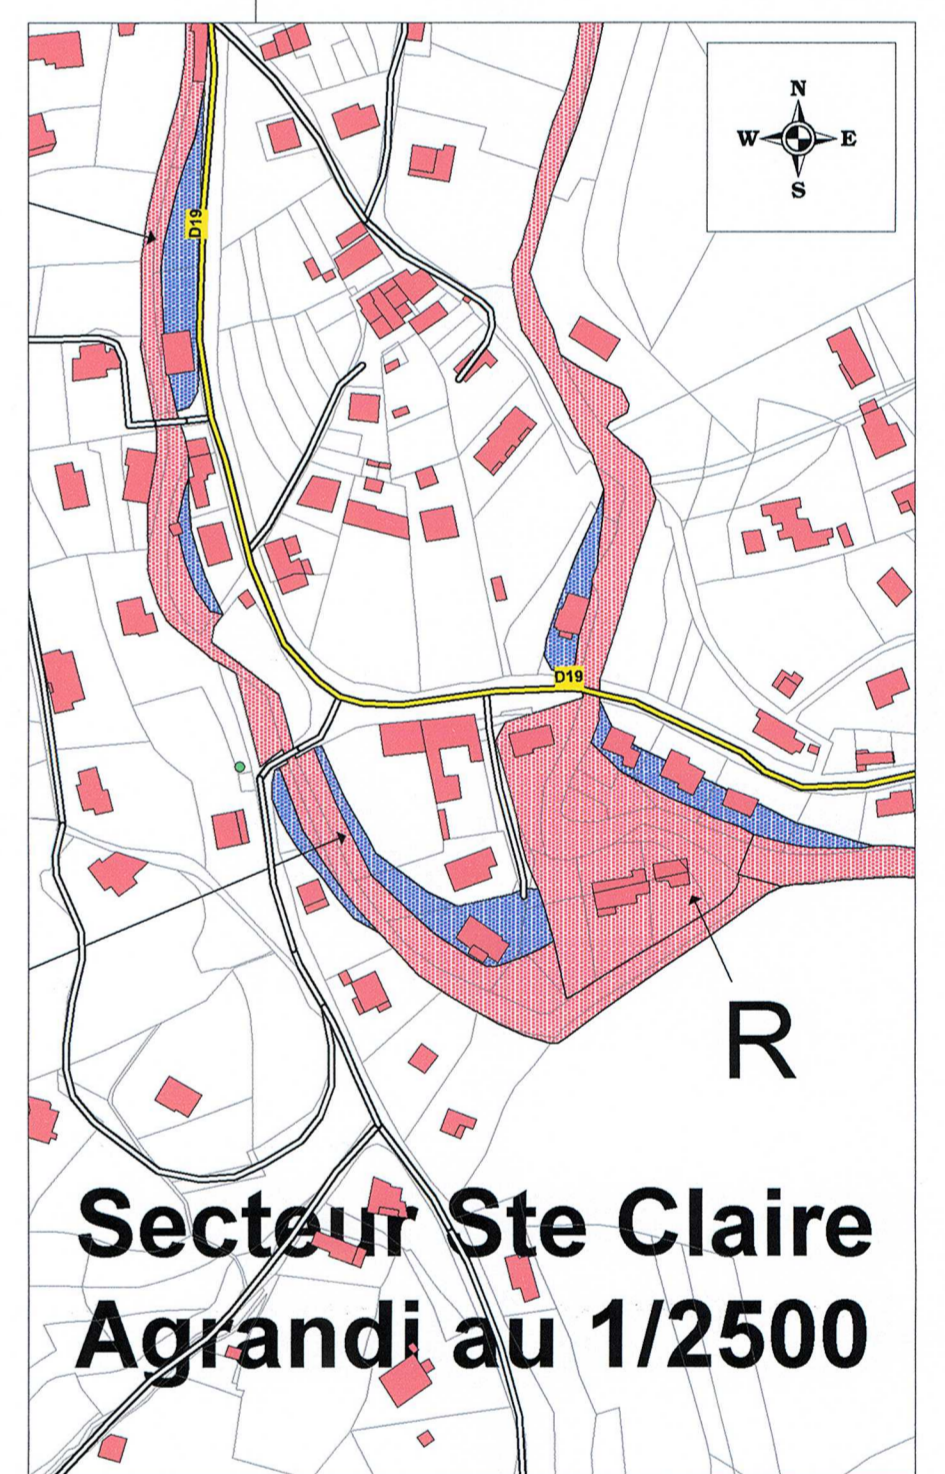 N
W E
S
D19
D19
R
Secteur Ste Claire
Agrandi au 1/2500